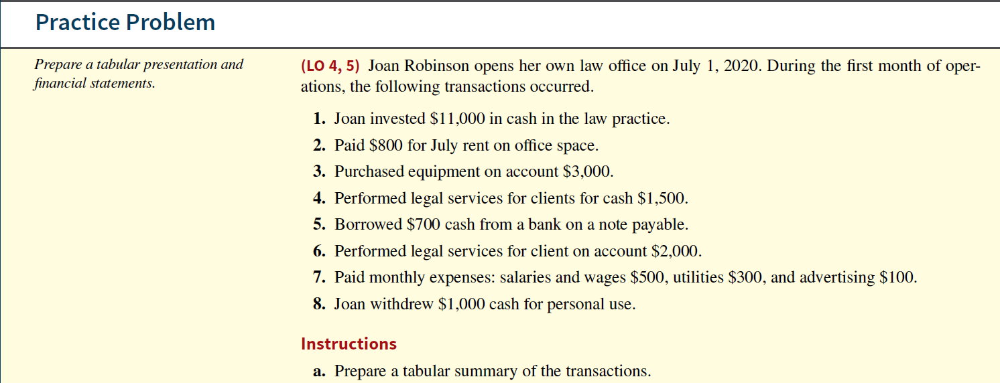 Practice Problem
Prepare a tabular presentation and
financial statements.
(LO 4, 5) Joan Robinson opens her own law office on July 1, 2020. During the first month of oper-
ations, the following transactions occurred.
1. Joan invested $11,000 in cash in the law practice.
2. Paid $800 for July rent on office space.
3. Purchased equipment on account $3,000.
4. Performed legal services for clients for cash $1,500.
5. Borrowed $700 cash from a bank on a note payable.
6. Performed legal services for client on account $2,000.
7. Paid monthly expenses: salaries and wages $500, utilities $300, and advertising $100.
8. Joan withdrew $1,000 cash for personal use.
Instructions
a. Prepare a tabular summary of the transactions.